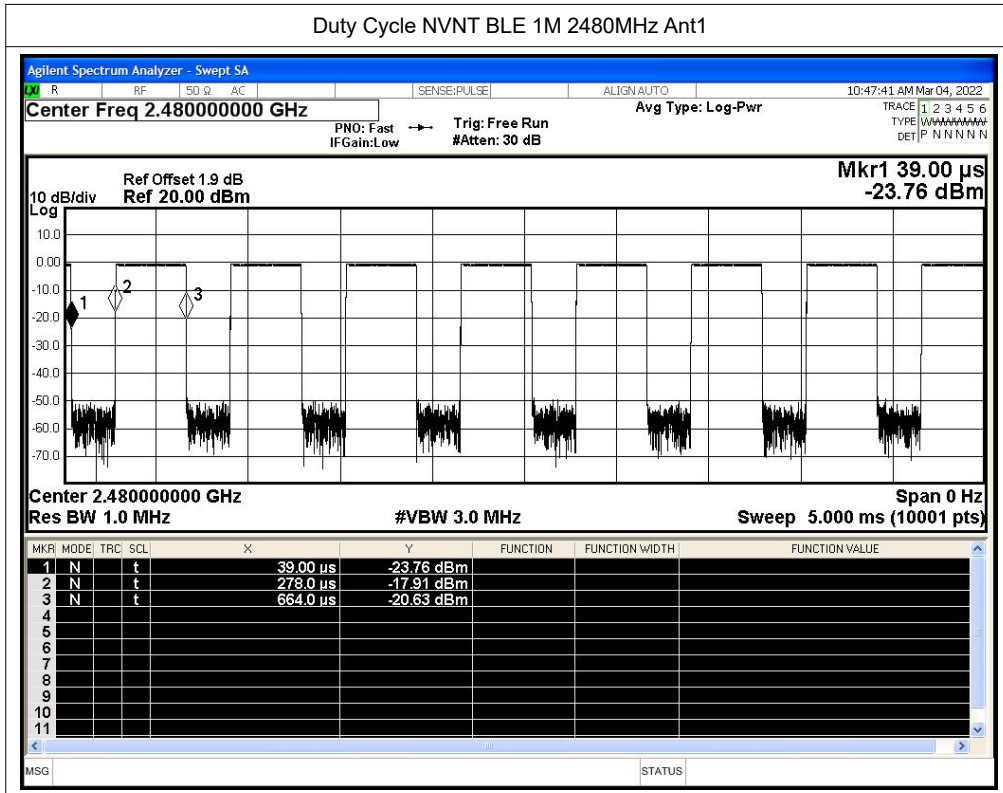 Duty Cycle NVNT BLE 1M 2480MHz Ant1
Agilent Spectrum Analyzer - Swept SA
LXI R RF 50 Ω AC SENSE:PULSE ALIGN AUTO 10:47:41 AM Mar 04, 2022
Center Freq 2.480000000 GHz Avg Type: Log-Pwr TRACE 1 2 3 4 5 6
PNO: Fast Trig: Free Run TYPE WWWWWWW
IFGain:Low #Atten: 30 dB DET P N N N N N
Mkr1 39.00 µs
Ref Offset 1.9 dB
10 dB/div Ref 20.00 dBm -23.76 dBm
Log
10.0
0.00
-10.0
1 2 3
-20.0
-30.0
-40.0
-50.0
-60.0
-70.0
Center 2.480000000 GHz Span 0 Hz
Res BW 1.0 MHz #VBW 3.0 MHz Sweep 5.000 ms (10001 pts)
MKR MODE TRC SCL X Y FUNCTION FUNCTION WIDTH FUNCTION VALUE
1 N t 39.00 µs -23.76 dBm
2 N t 278.0 µs -17.91 dBm
3 N t 664.0 µs -20.63 dBm
4
5
6
7
8
9
10
11
MSG STATUS